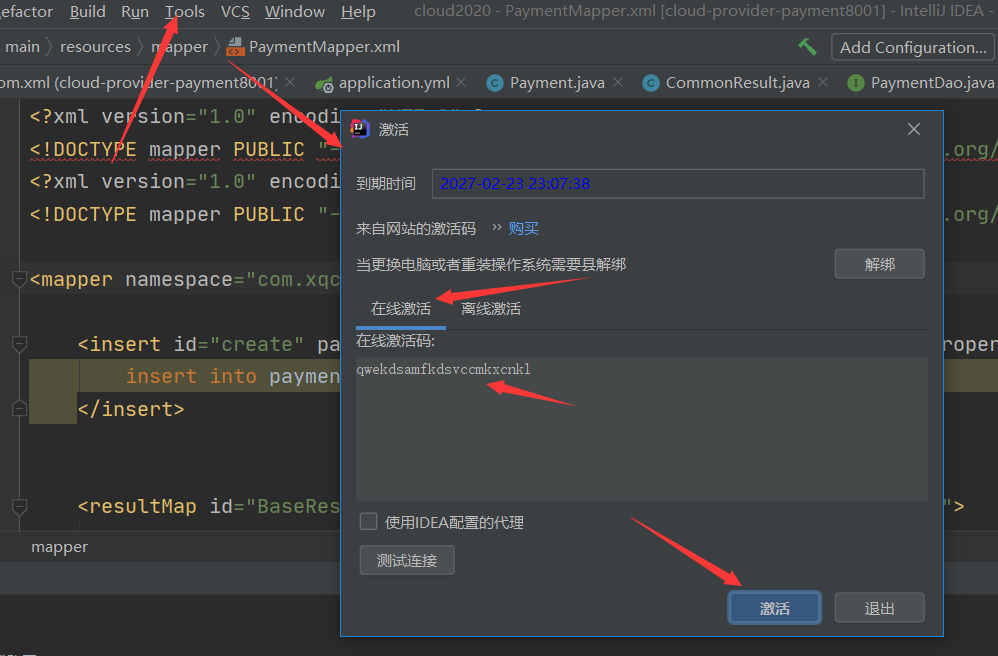 efactor Build Run Tools VCS Window Help cloud2020 - PaymentMapper.xml [cloud-provider-payment8001] - IntelliJ IDEA -
main resources mapper PaymentMapper.xml Add Configuration...
om.xml (cloud-provider-payment8001) application.yml Payment.java CommonResult.java PaymentDao.java
<?xml version="1.0" encodi
<!DOCTYPE mapper PUBLIC "- .org/
<?xml version="1.0" encodi
<!DOCTYPE mapper PUBLIC "- .org/
<mapper namespace="com.xqc
<insert id="create" pa roper
insert into paymen
</insert>
<resultMap id="BaseRes ">
mapper
激活
到期时间 2027-02-23 23:07:38
来自网站的激活码 >> 购买
当更换电脑或者重装操作系统需要县解绑 解绑
在线激活 离线激活
在线激活码:
qwekdsamfkdsvccmkxcnkl
使用IDEA配置的代理
测试连接
激活 退出